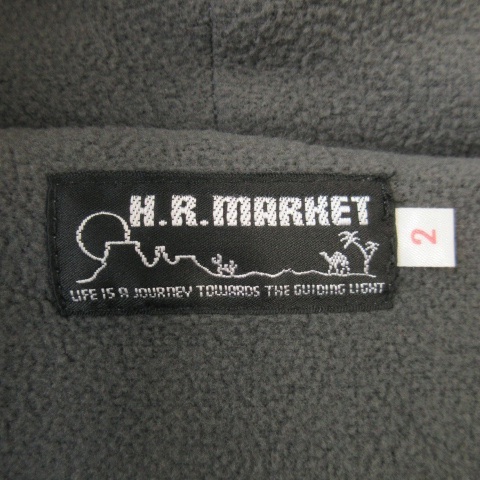 H.R.MARKET
LIFE IS A JOURNEY TOWARDS THE GUIDING LIGHT
2